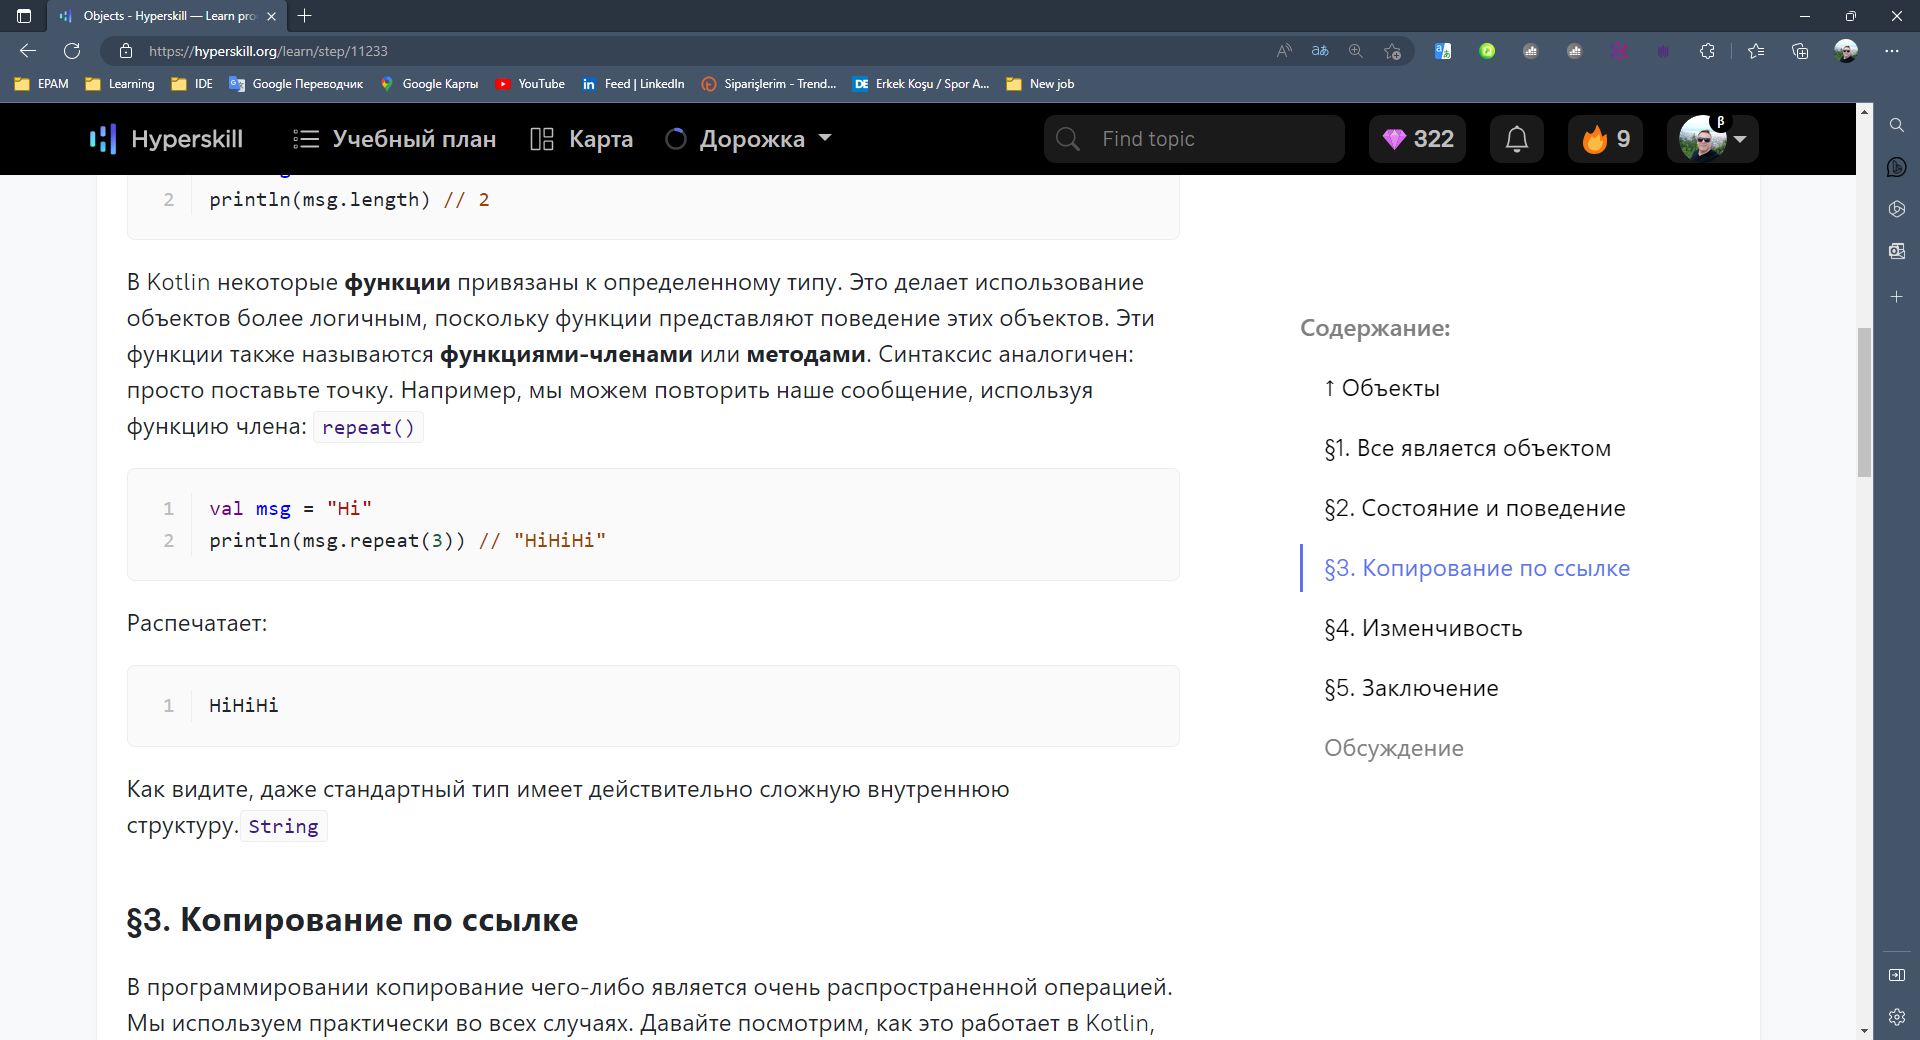 Objects - Hyperskill — Learn pro
https://hyperskill.org/learn/step/11233
EPAM
Learning
IDE
Google Переводчик
Google Карты
YouTube
Feed | LinkedIn
Siparişlerim - Trend...
Erkek Koşu / Spor A...
New job
Hyperskill
Учебный план
Карта
Дорожка
Find topic
322
9
β
2 println(msg.length) // 2
В Kotlin некоторые функции привязаны к определенному типу. Это делает использование
объектов более логичным, поскольку функции представляют поведение этих объектов. Эти
функции также называются функциями-членами или методами. Синтаксис аналогичен:
просто поставьте точку. Например, мы можем повторить наше сообщение, используя
функцию члена: repeat()
1 val msg = "Hi"
2 println(msg.repeat(3)) // "HiHiHi"
Распечатает:
1 HiHiHi
Как видите, даже стандартный тип имеет действительно сложную внутреннюю
структуру. String
§3. Копирование по ссылке
В программировании копирование чего-либо является очень распространенной операцией.
Мы используем практически во всех случаях. Давайте посмотрим, как это работает в Kotlin,
Содержание:
↑ Объекты
§1. Все является объектом
§2. Состояние и поведение
§3. Копирование по ссылке
§4. Изменчивость
§5. Заключение
Обсуждение